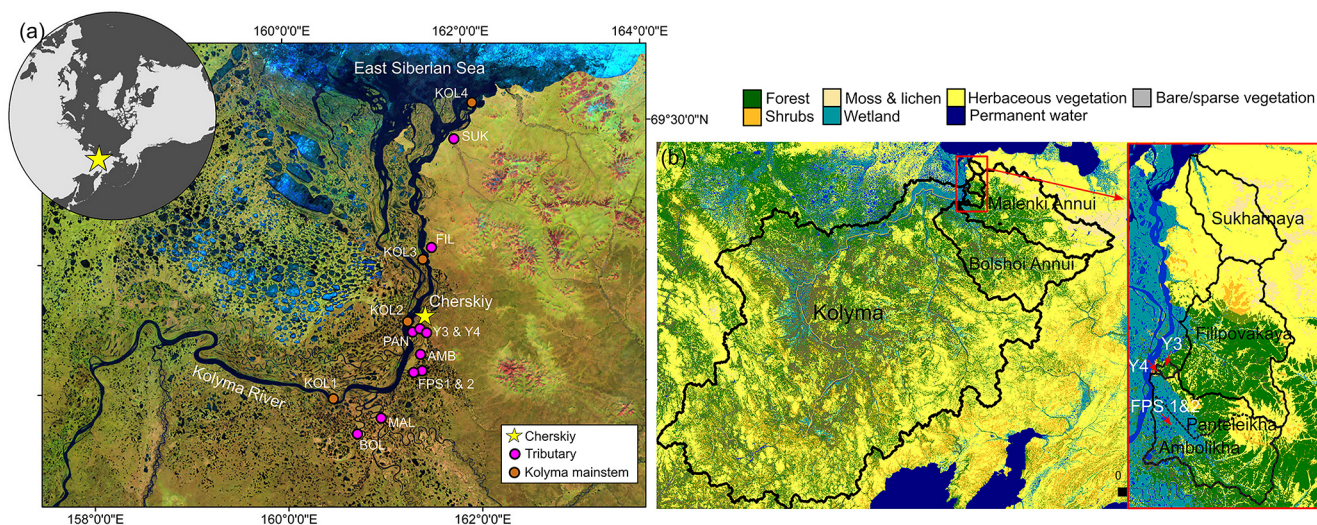 (a)
160°0'0"E
162°0'0"E
164°0'0"E
East Siberian Sea
KOL4
SUK
69°30'0"N
FIL
KOL3
Cherskiy
KOL2
Y3 & Y4
PAN
AMB
FPS1 & 2
KOL1
Kolyma River
MAL
BOL
Cherskiy
Tributary
Kolyma mainstem
158°0'0"E
160°0'0"E
162°0'0"E
Forest
Moss & lichen
Herbaceous vegetation
Bare/sparse vegetation
Shrubs
Wetland
Permanent water
(b)
Malenki Annui
Bolshoi Annui
Kolyma
0
Sukharnaya
Filipovakaya
Y3
Y4
FPS 1&2
Panteleikha
Ambolikha